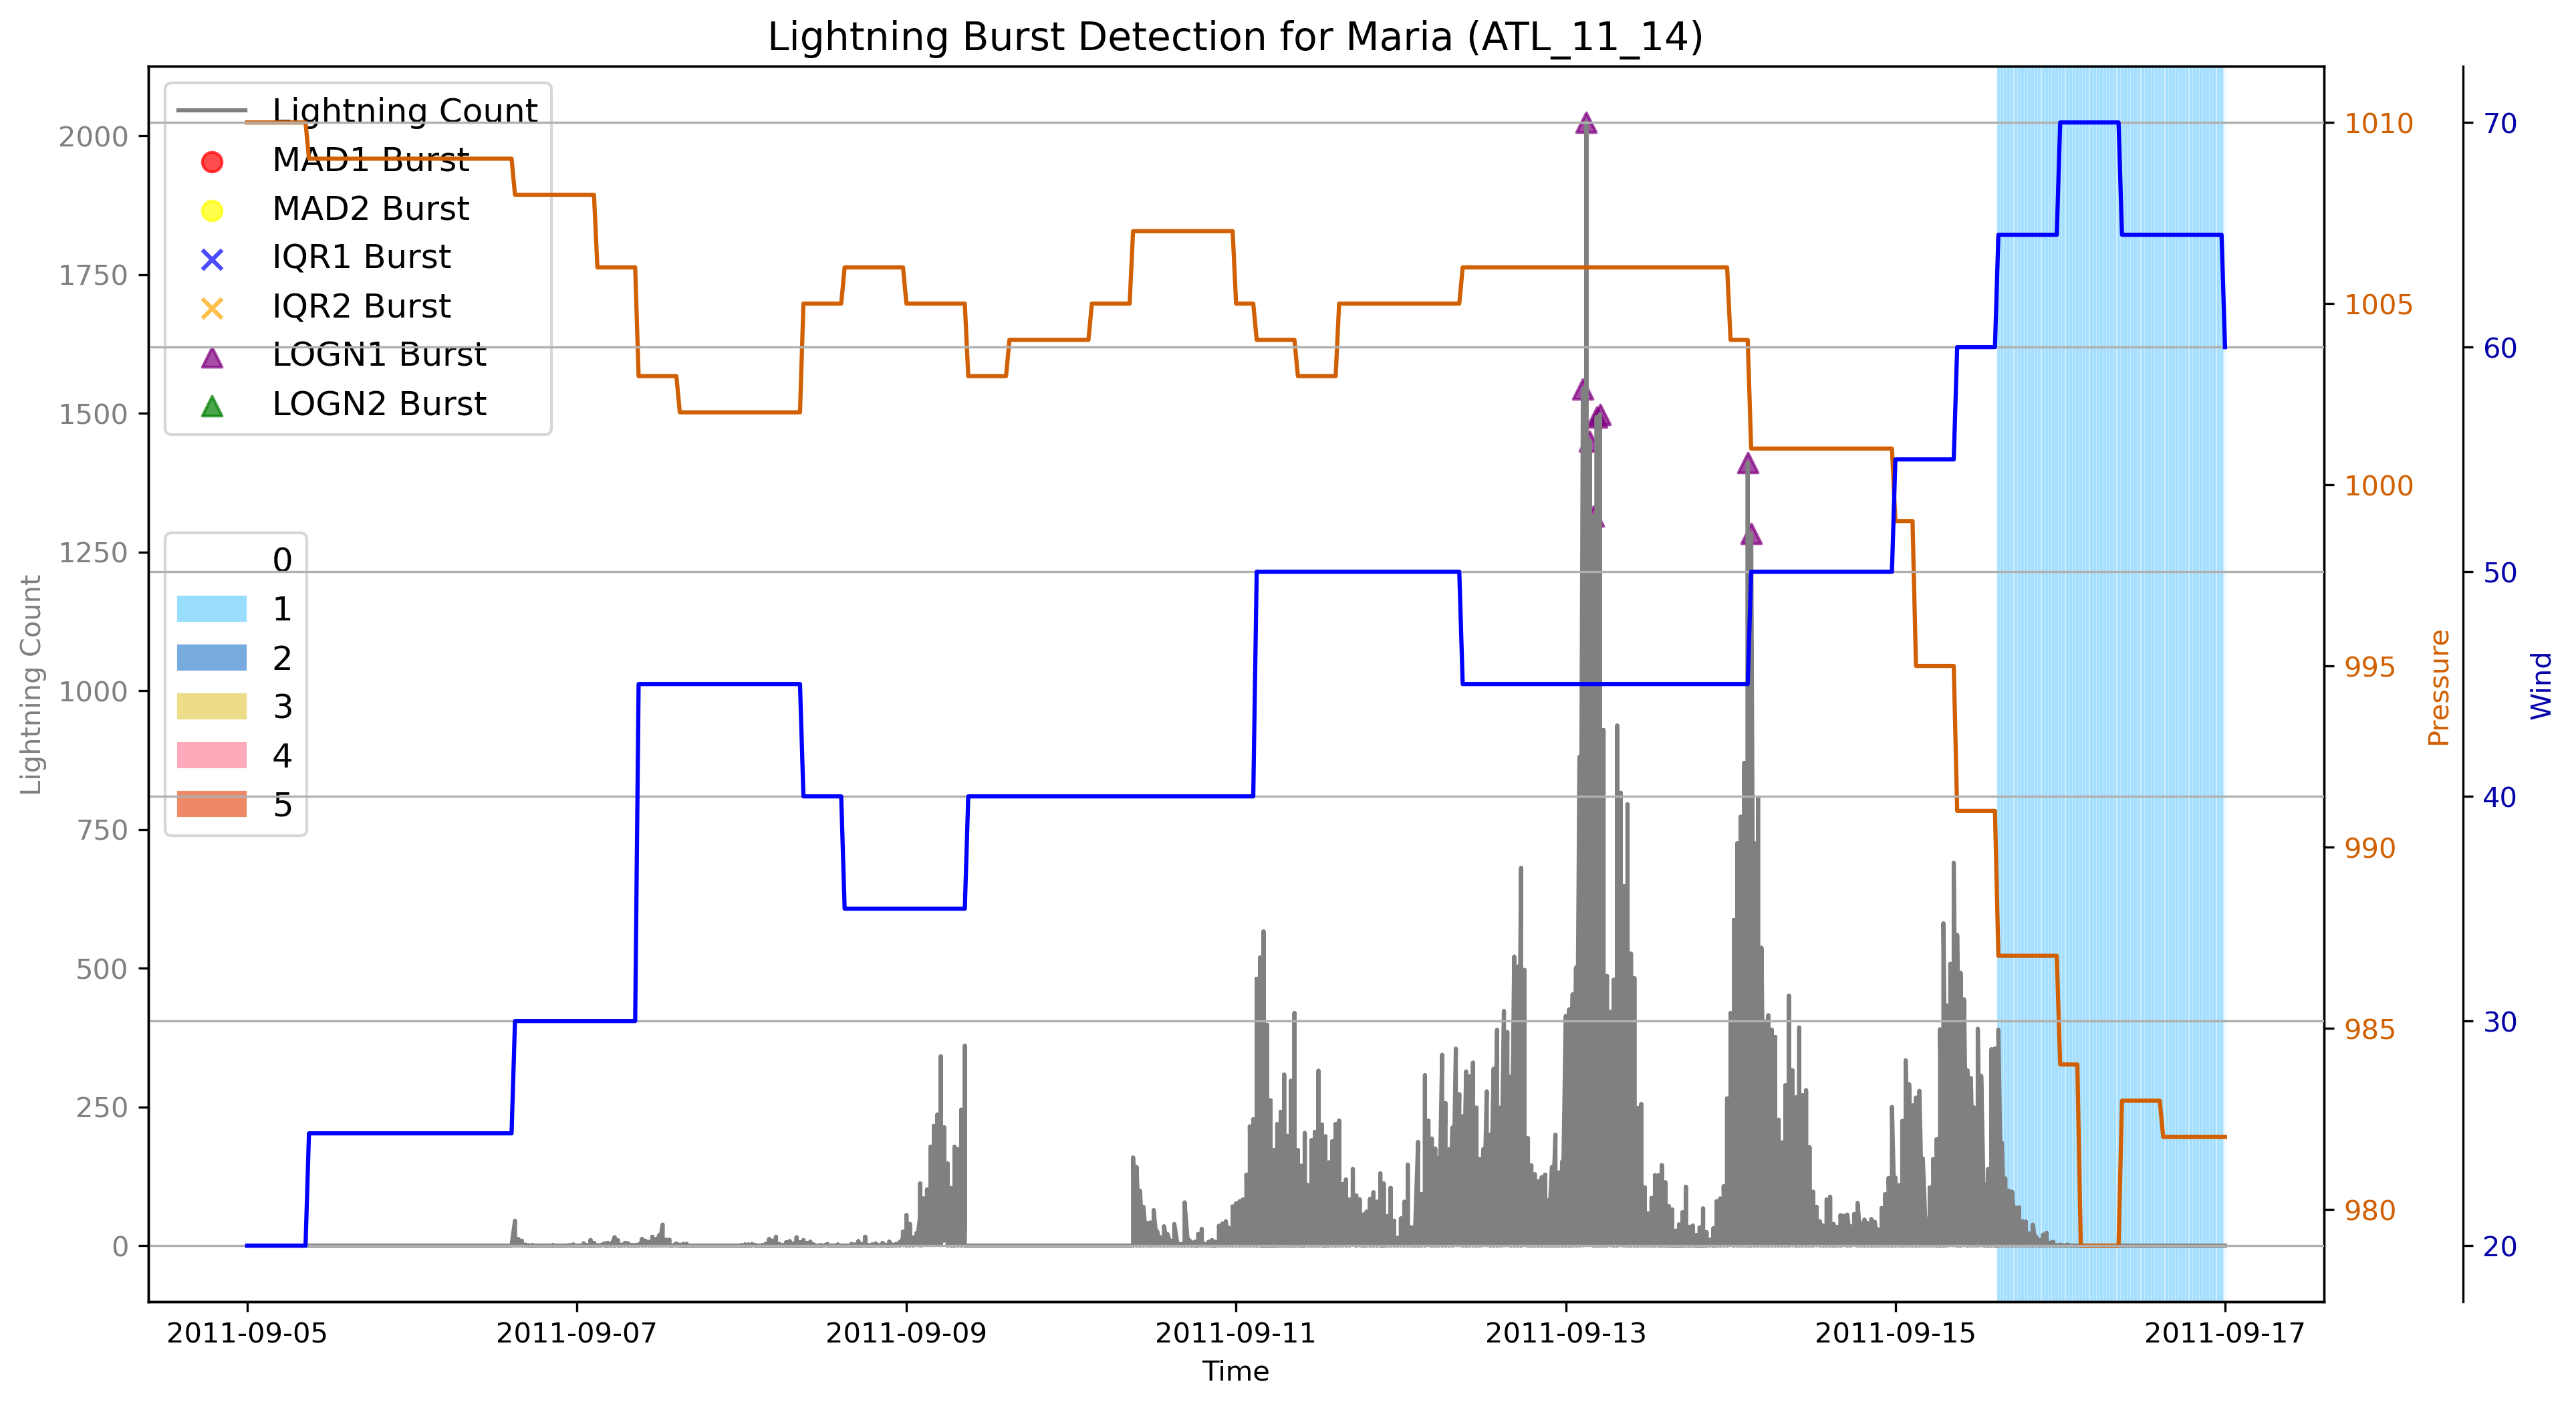 Lightning Burst Detection for Maria (ATL_11_14)
Lightning Count
MAD1 Burst
MAD2 Burst
IQR1 Burst
IQR2 Burst
LOGN1 Burst
LOGN2 Burst
0
1
2
3
4
5
Lightning Count
2000
1750
1500
1250
1000
750
500
250
0
1010
1005
1000
995
990
985
980
Pressure
70
60
50
40
30
20
Wind
2011-09-05
2011-09-07
2011-09-09
2011-09-11
2011-09-13
2011-09-15
2011-09-17
Time